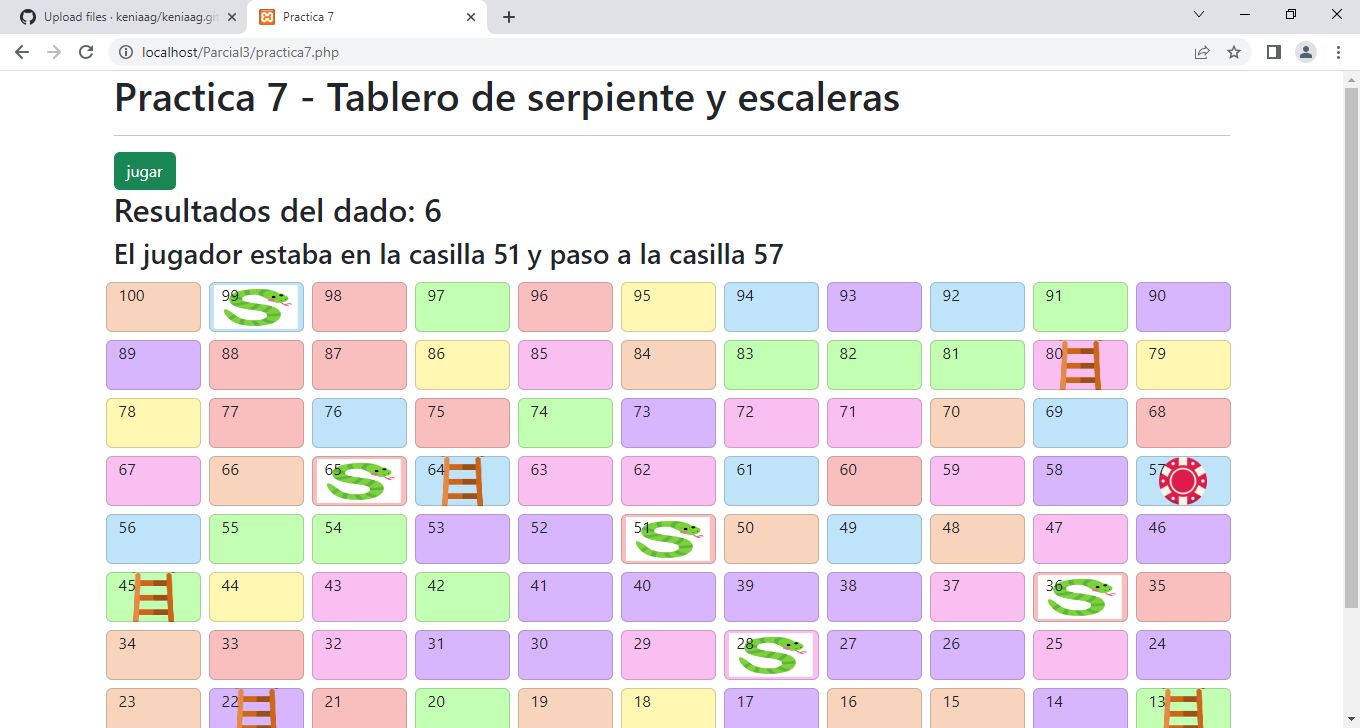 Upload files · keniaag/keniaag.git
Practica 7
localhost/Parcial3/practica7.php
Practica 7 - Tablero de serpiente y escaleras
jugar
Resultados del dado: 6
El jugador estaba en la casilla 51 y paso a la casilla 57
100 99 98 97 96 95 94 93 92 91 90
89 88 87 86 85 84 83 82 81 80 79
78 77 76 75 74 73 72 71 70 69 68
67 66 65 64 63 62 61 60 59 58 57
56 55 54 53 52 51 50 49 48 47 46
45 44 43 42 41 40 39 38 37 36 35
34 33 32 31 30 29 28 27 26 25 24
23 22 21 20 19 18 17 16 15 14 13